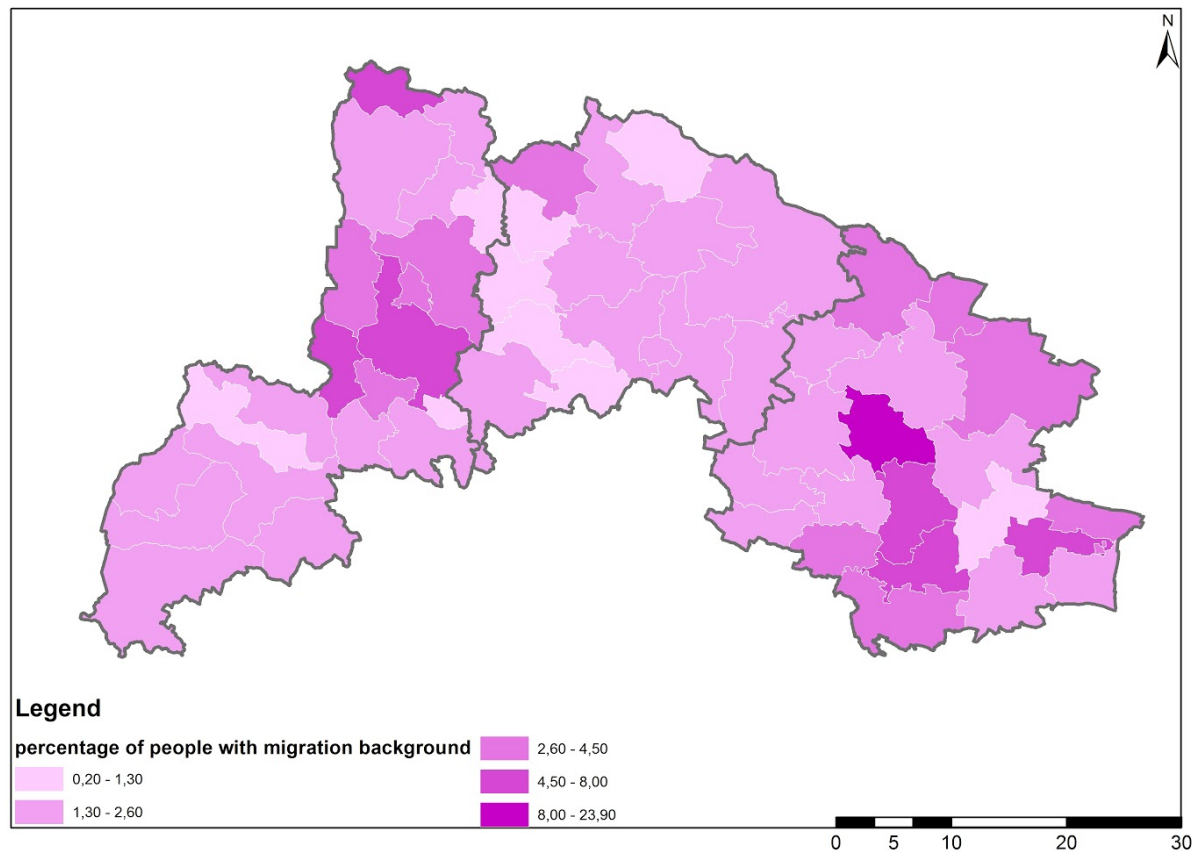 N
Legend
percentage of people with migration background
0,20 - 1,30
1,30 - 2,60
2,60 - 4,50
4,50 - 8,00
8,00 - 23,90
0 5 10 20 30